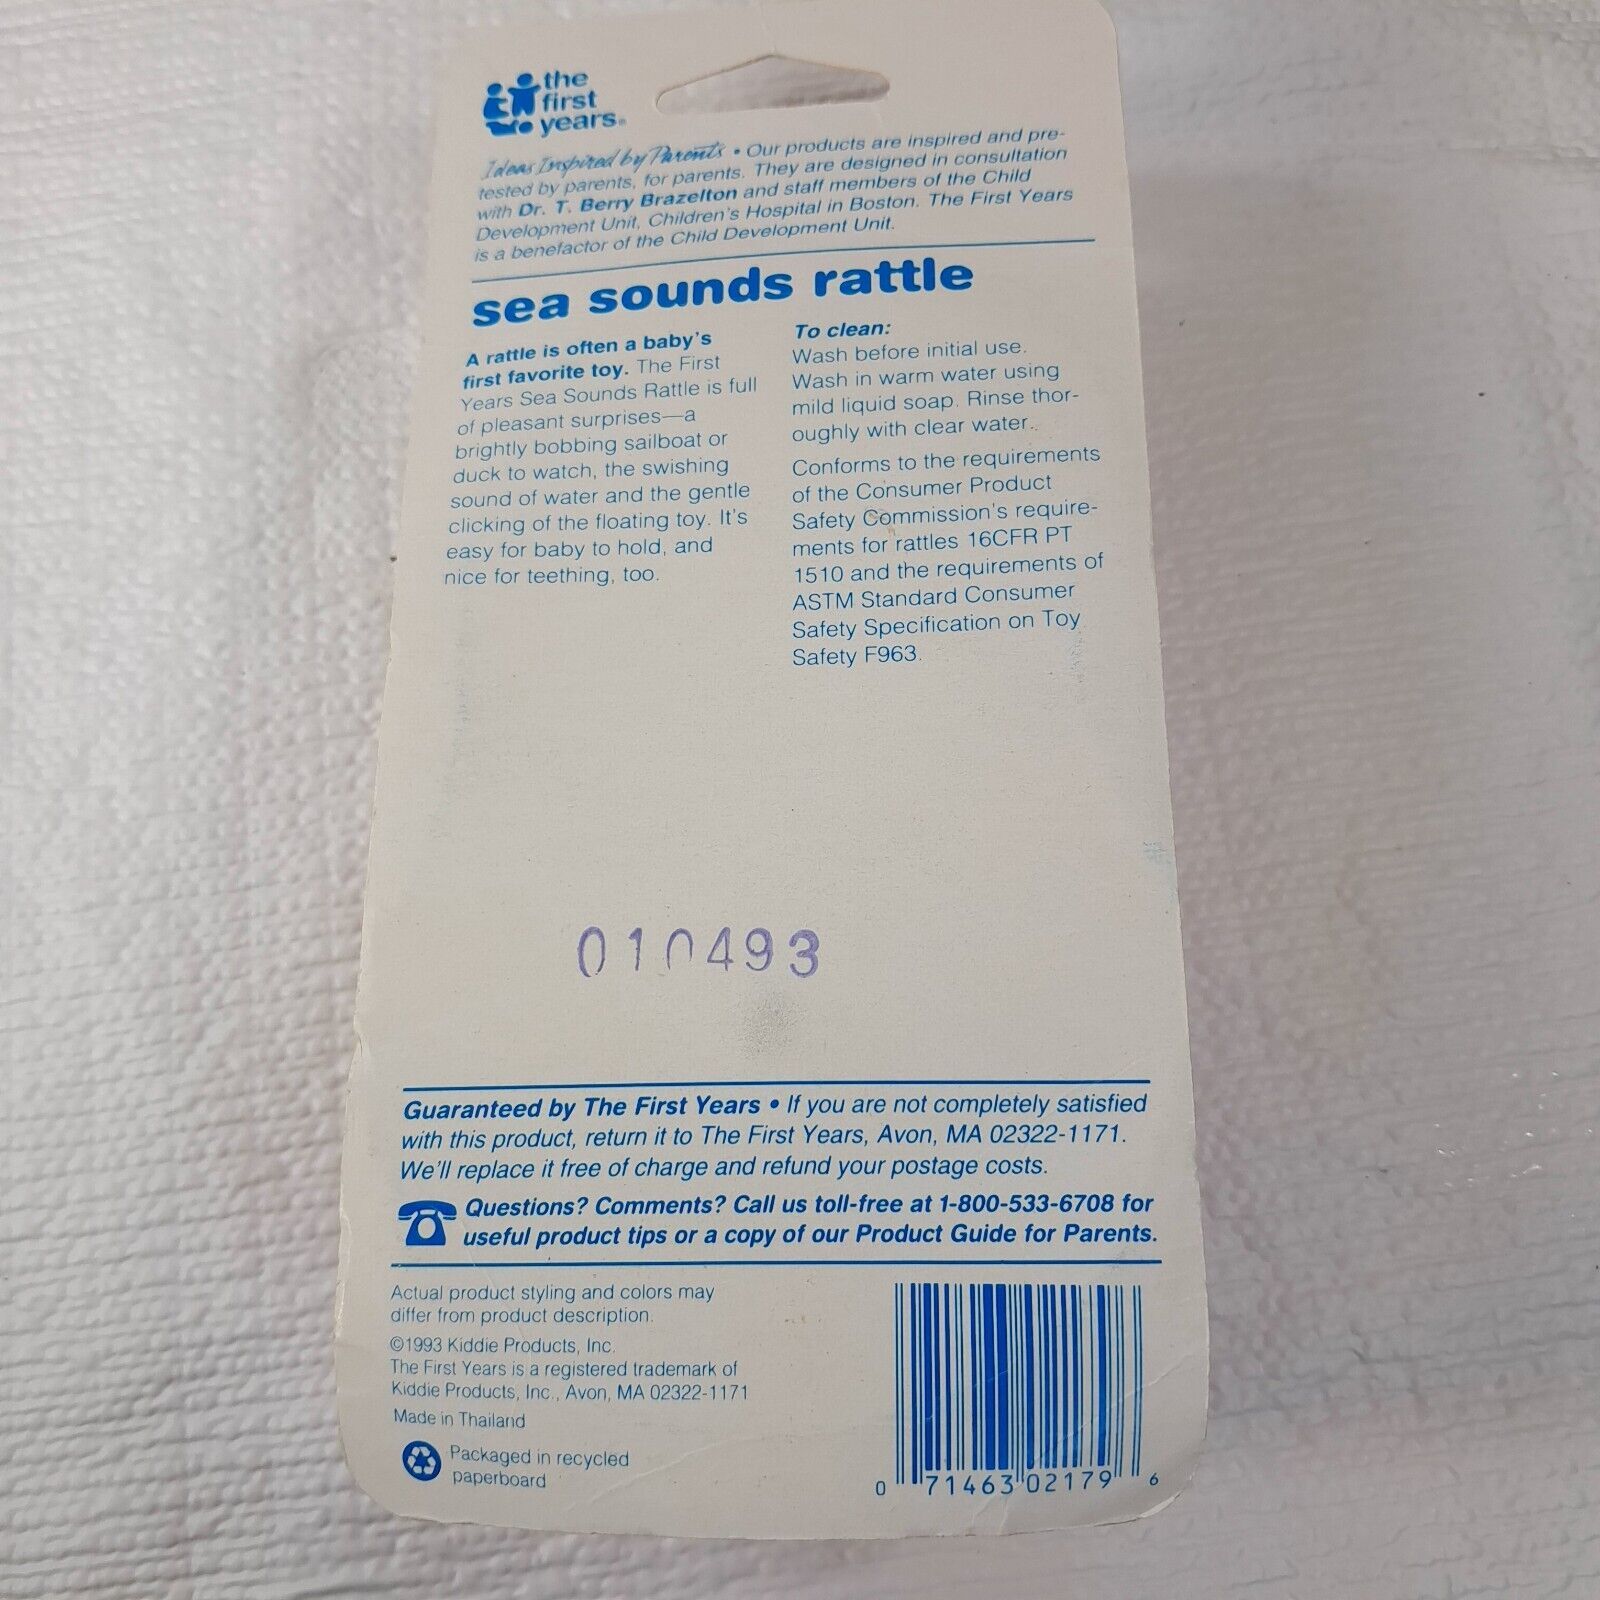 the
first
years®
Ideas Inspired by Parents • Our products are inspired and pre-
tested by parents, for parents. They are designed in consultation
with Dr. T. Berry Brazelton and staff members of the Child
Development Unit, Children's Hospital in Boston. The First Years
is a benefactor of the Child Development Unit.
sea sounds rattle
A rattle is often a baby's
first favorite toy. The First
Years Sea Sounds Rattle is full
of pleasant surprises—a
brightly bobbing sailboat or
duck to watch, the swishing
sound of water and the gentle
clicking of the floating toy. It's
easy for baby to hold, and
nice for teething, too.
To clean:
Wash before initial use.
Wash in warm water using
mild liquid soap. Rinse thor-
oughly with clear water.
Conforms to the requirements
of the Consumer Product
Safety Commission's require-
ments for rattles 16CFR PT
1510 and the requirements of
ASTM Standard Consumer
Safety Specification on Toy
Safety F963.
010493
Guaranteed by The First Years • If you are not completely satisfied
with this product, return it to The First Years, Avon, MA 02322-1171.
We'll replace it free of charge and refund your postage costs.
Questions? Comments? Call us toll-free at 1-800-533-6708 for
useful product tips or a copy of our Product Guide for Parents.
Actual product styling and colors may
differ from product description.
©1993 Kiddie Products, Inc.
The First Years is a registered trademark of
Kiddie Products, Inc., Avon, MA 02322-1171
Made in Thailand
Packaged in recycled
paperboard
0 71463 02179 6